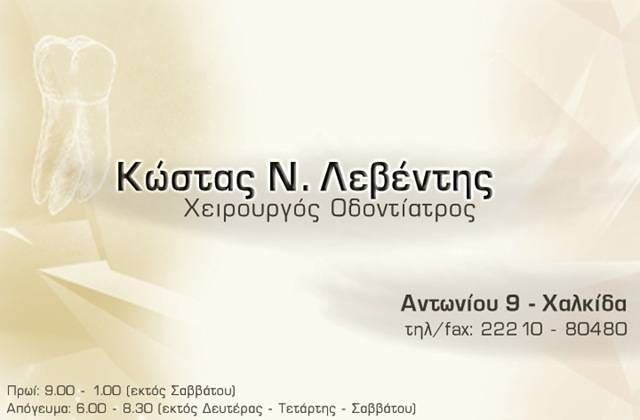 Κώστας Ν. Λεβέντης
Χειρουργός Οδοντίατρος
Αντωνίου 9 - Χαλκίδα
τηλ/fax: 222 10 - 80480
Πρωί: 9.00 - 1.00 (εκτός Σαββάτου)
Απόγευμα: 6.00 - 8.30 (εκτός Δευτέρας - Τετάρτης - Σαββάτου)